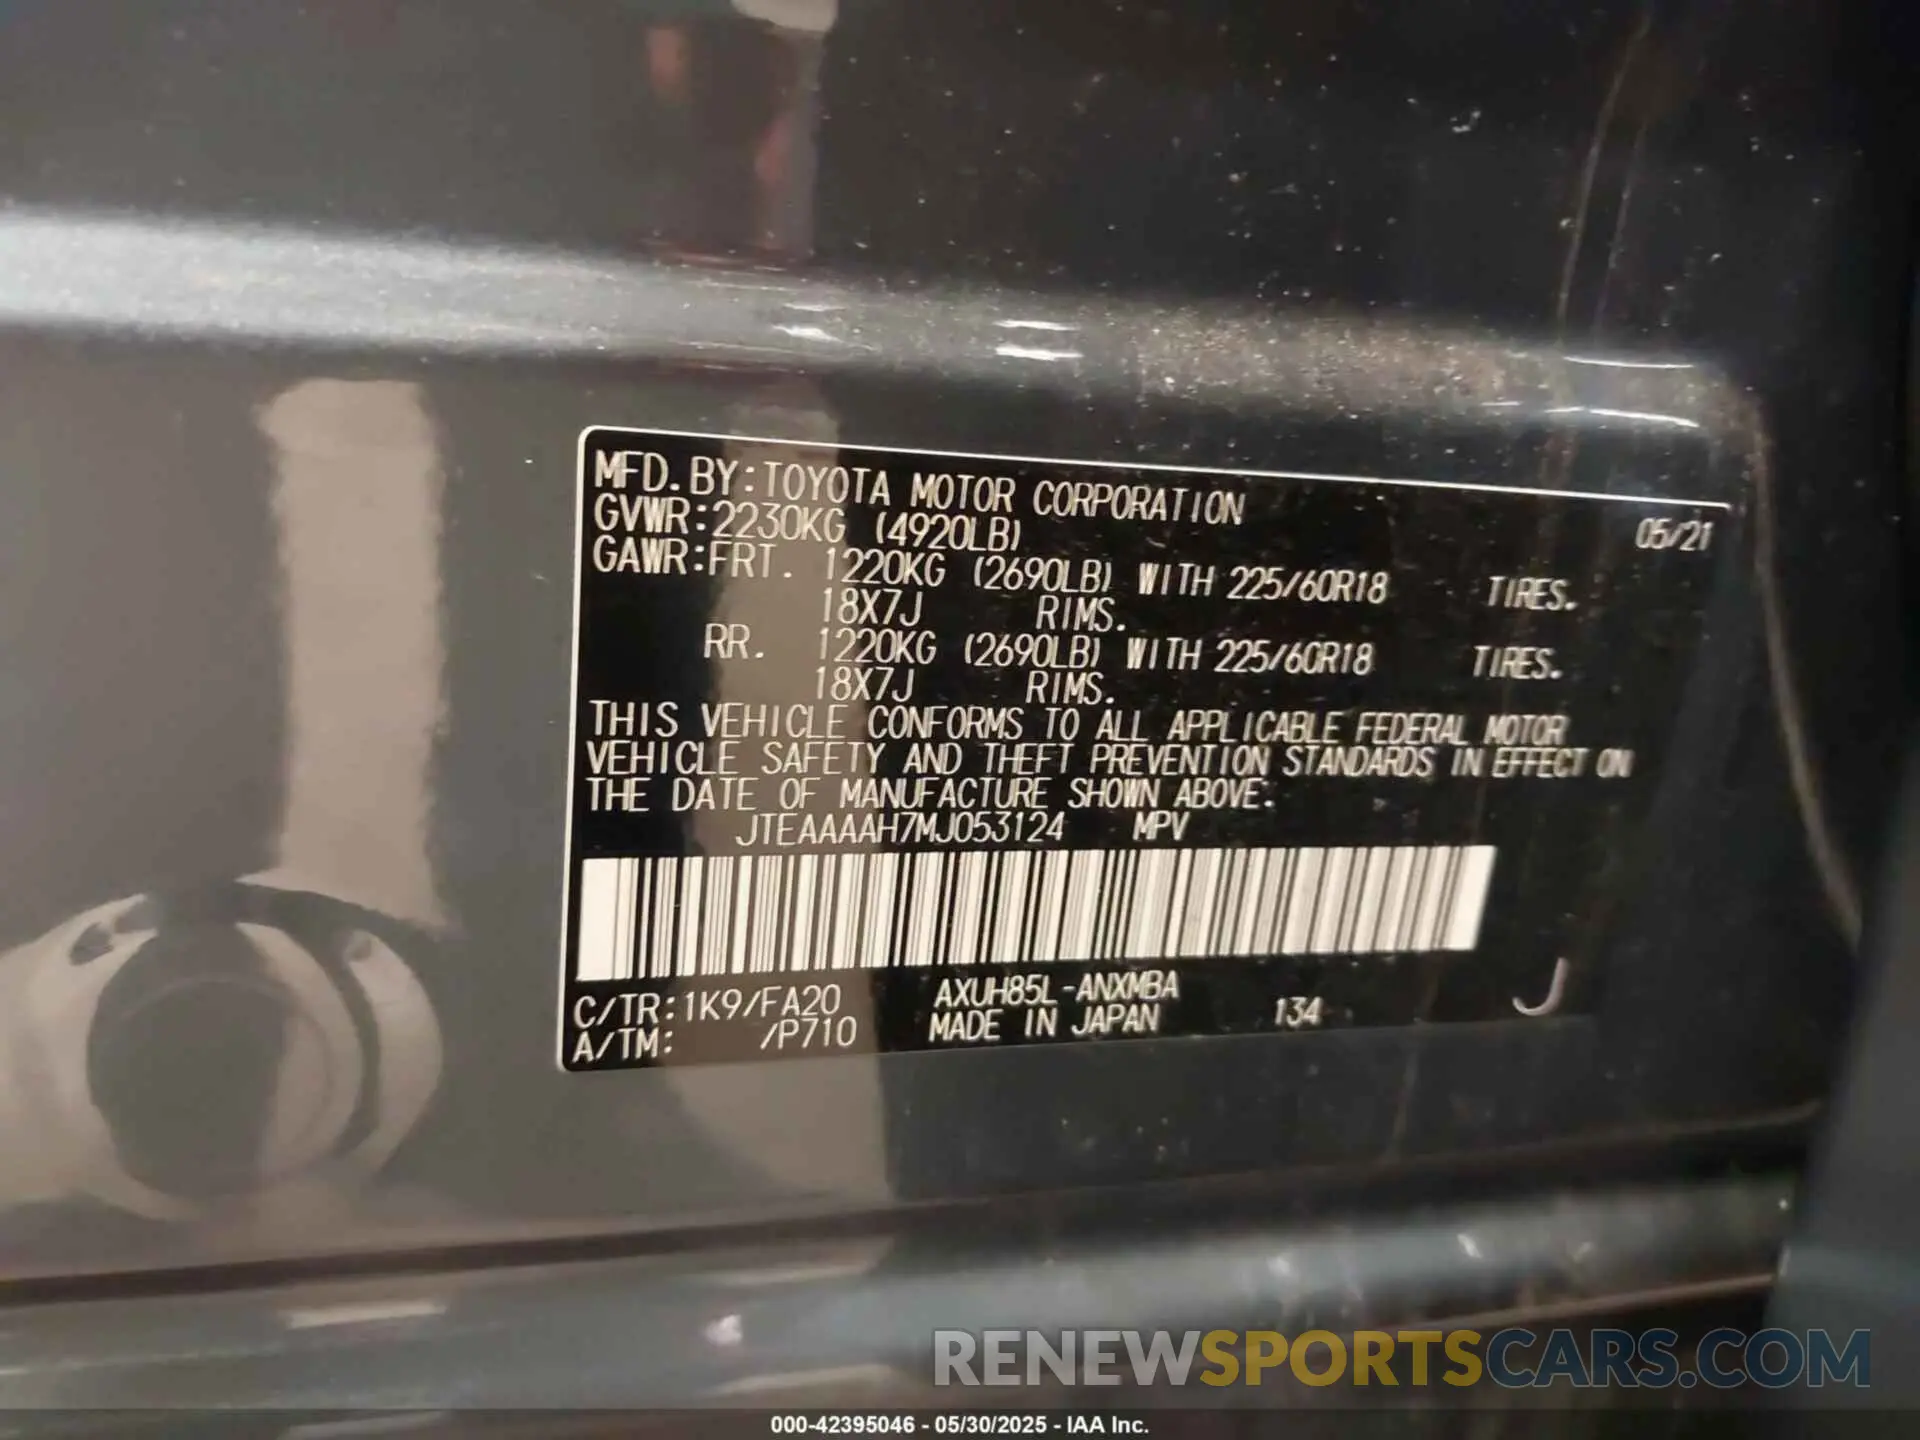 MFD.BY:TOYOTA MOTOR CORPORATION 05/21
GVWR:2230KG (4920LB)
GAWR:FRT. 1220KG (2690LB) WITH 225/60R18 TIRES.
18X7J RIMS.
RR. 1220KG (2690LB) WITH 225/60R18 TIRES.
18X7J RIMS.
THIS VEHICLE CONFORMS TO ALL APPLICABLE FEDERAL MOTOR
VEHICLE SAFETY AND THEFT PREVENTION STANDARDS IN EFFECT ON
THE DATE OF MANUFACTURE SHOWN ABOVE.
JTEAAAAH7MJ053124 MPV
C/TR:1K9/FA20 AXUH85L-ANXMBA 134 J
A/TM: /P710 MADE IN JAPAN
RENEWSPORTSCARS.COM
000-42395046 - 05/30/2025 - IAA Inc.